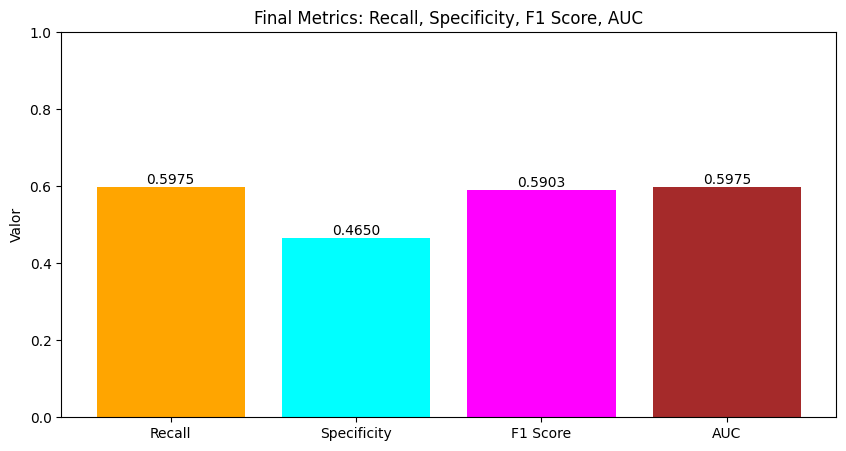 Final Metrics: Recall, Specificity, F1 Score, AUC
Valor
1.0
0.8
0.6
0.4
0.2
0.0
0.5975
0.4650
0.5903
0.5975
Recall
Specificity
F1 Score
AUC